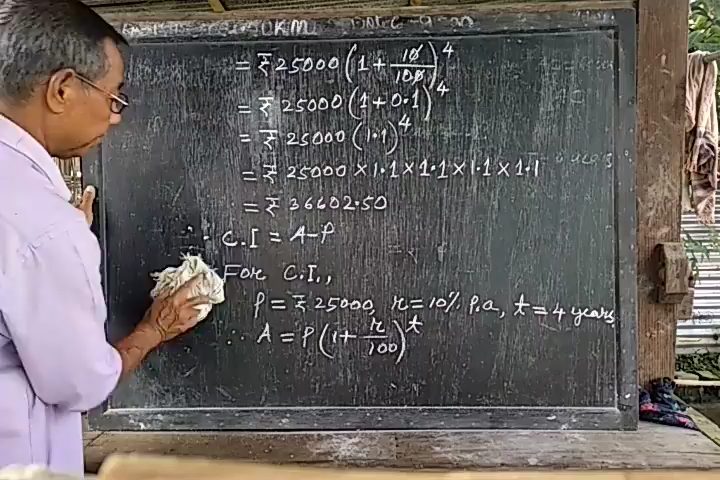 = ₹ 25000 (1 + 10/100)^4
= ₹ 25000 (1 + 0.1)^4
= ₹ 25000 (1.1)^4
= ₹ 25000 × 1.1 × 1.1 × 1.1 × 1.1
= ₹ 36602.50
∴ C.I = A-P
For C.I.,
P = ₹ 25000, r = 10% p.a, t = 4 years
∴ A = P(1 + r/100)^t